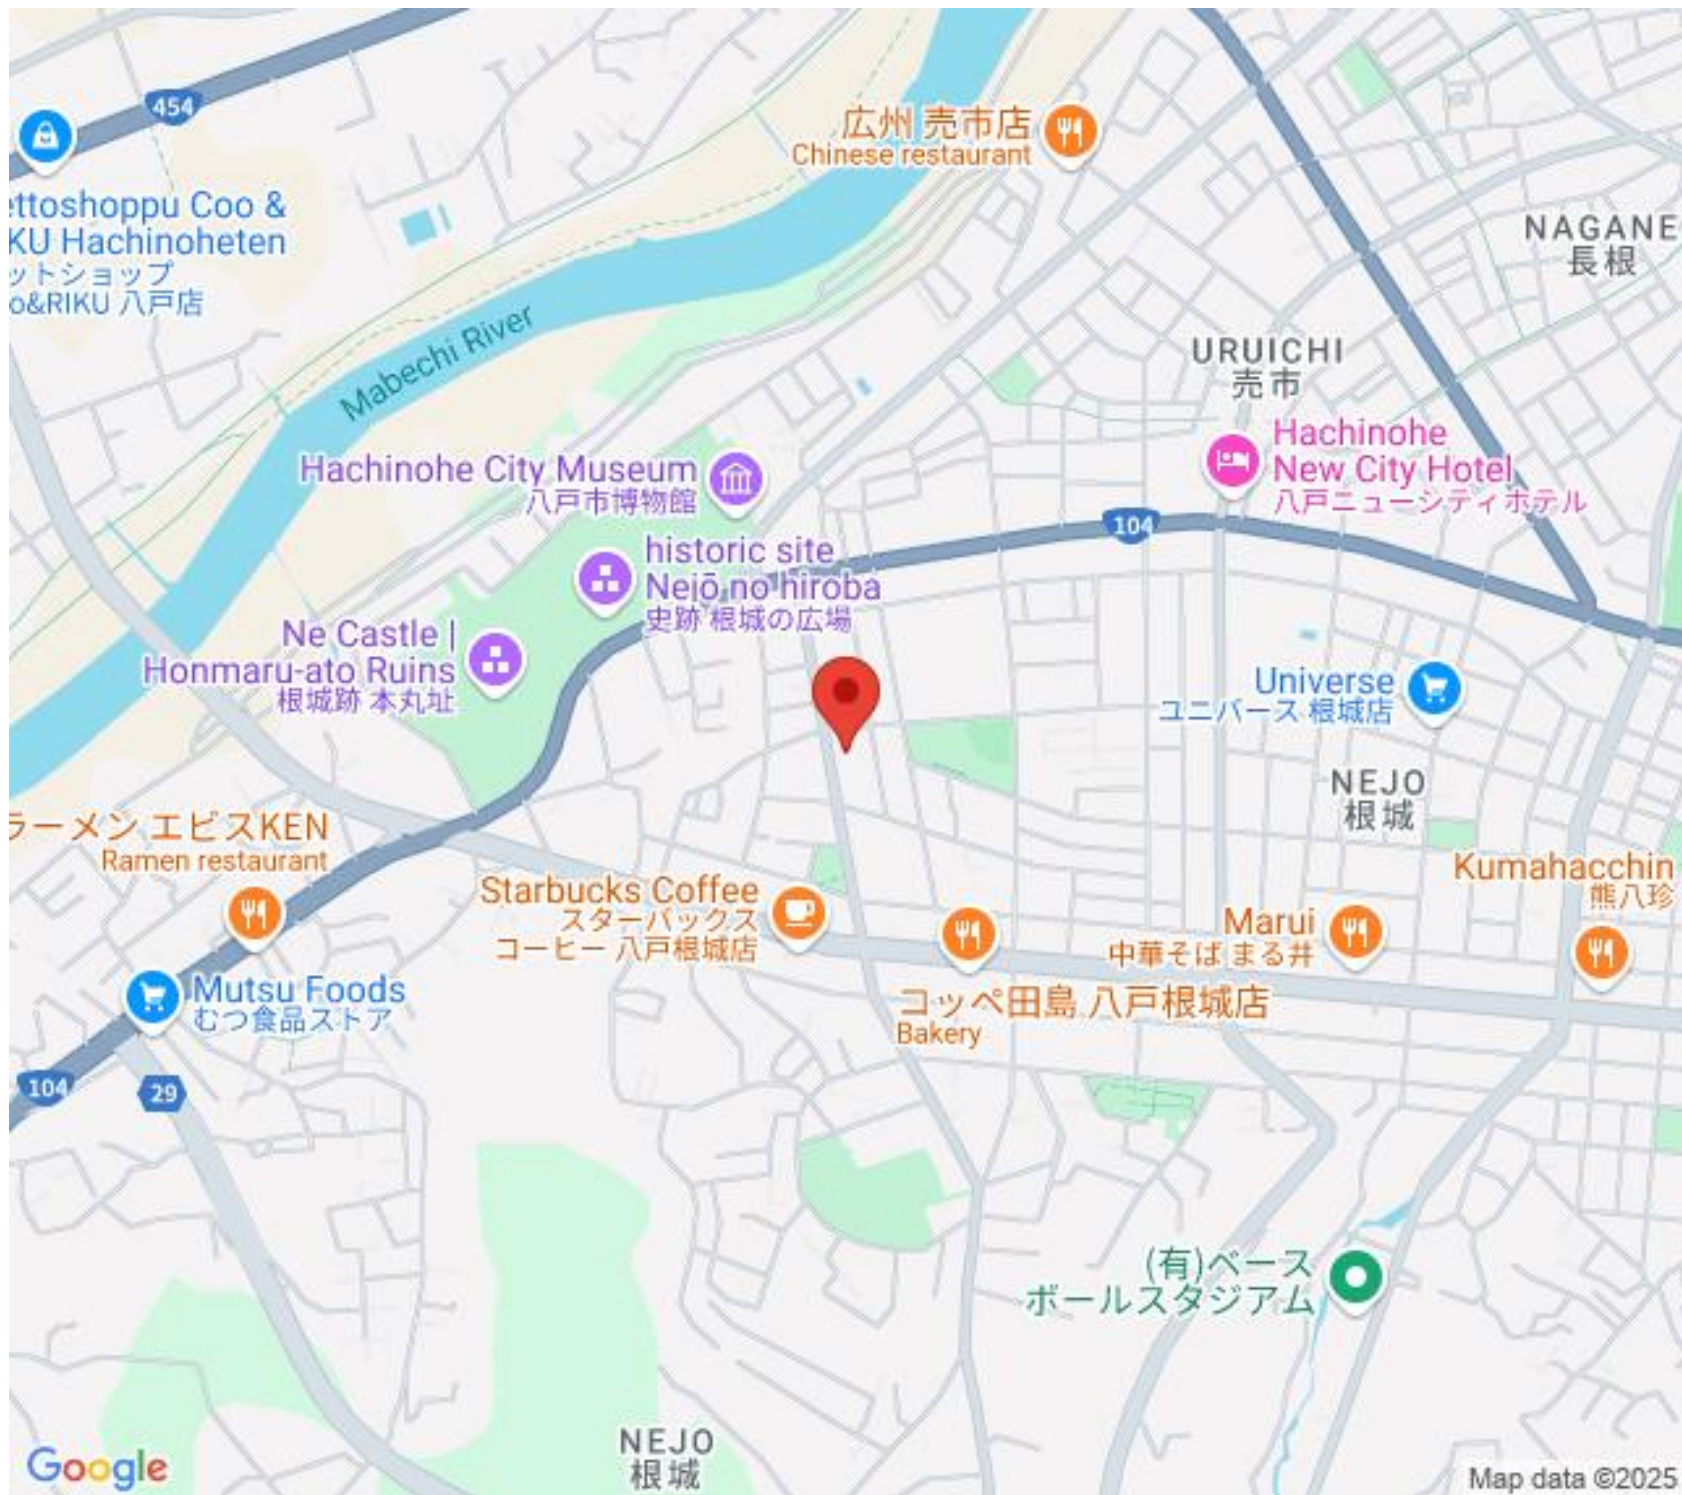 454
広州 売市店
Chinese restaurant
ettoshoppu Coo &
KU Hachinoheten
ットショップ
o&RIKU 八戸店
NAGANE
長根
Mabechi River
URUICHI
売市
Hachinohe
New City Hotel
八戸ニューシティホテル
Hachinohe City Museum
八戸市博物館
104
historic site
Nejō no hiroba
史跡 根城の広場
Ne Castle |
Honmaru-ato Ruins
根城跡 本丸址
Universe
ユニバース 根城店
NEJO
根城
ラーメン エビスKEN
Ramen restaurant
Starbucks Coffee
スターバックス
コーヒー 八戸根城店
Kumahacchin
熊八珍
Marui
中華そば まる井
Mutsu Foods
むつ食品ストア
コッペ田島 八戸根城店
Bakery
104
29
(有)ベース
ボールスタジアム
NEJO
根城
Google
Map data ©2025